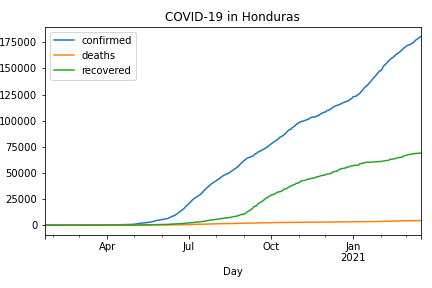 COVID-19 in Honduras
confirmed
deaths
recovered
175000
150000
125000
100000
75000
50000
25000
0
Apr
Jul
Oct
Jan
2021
Day